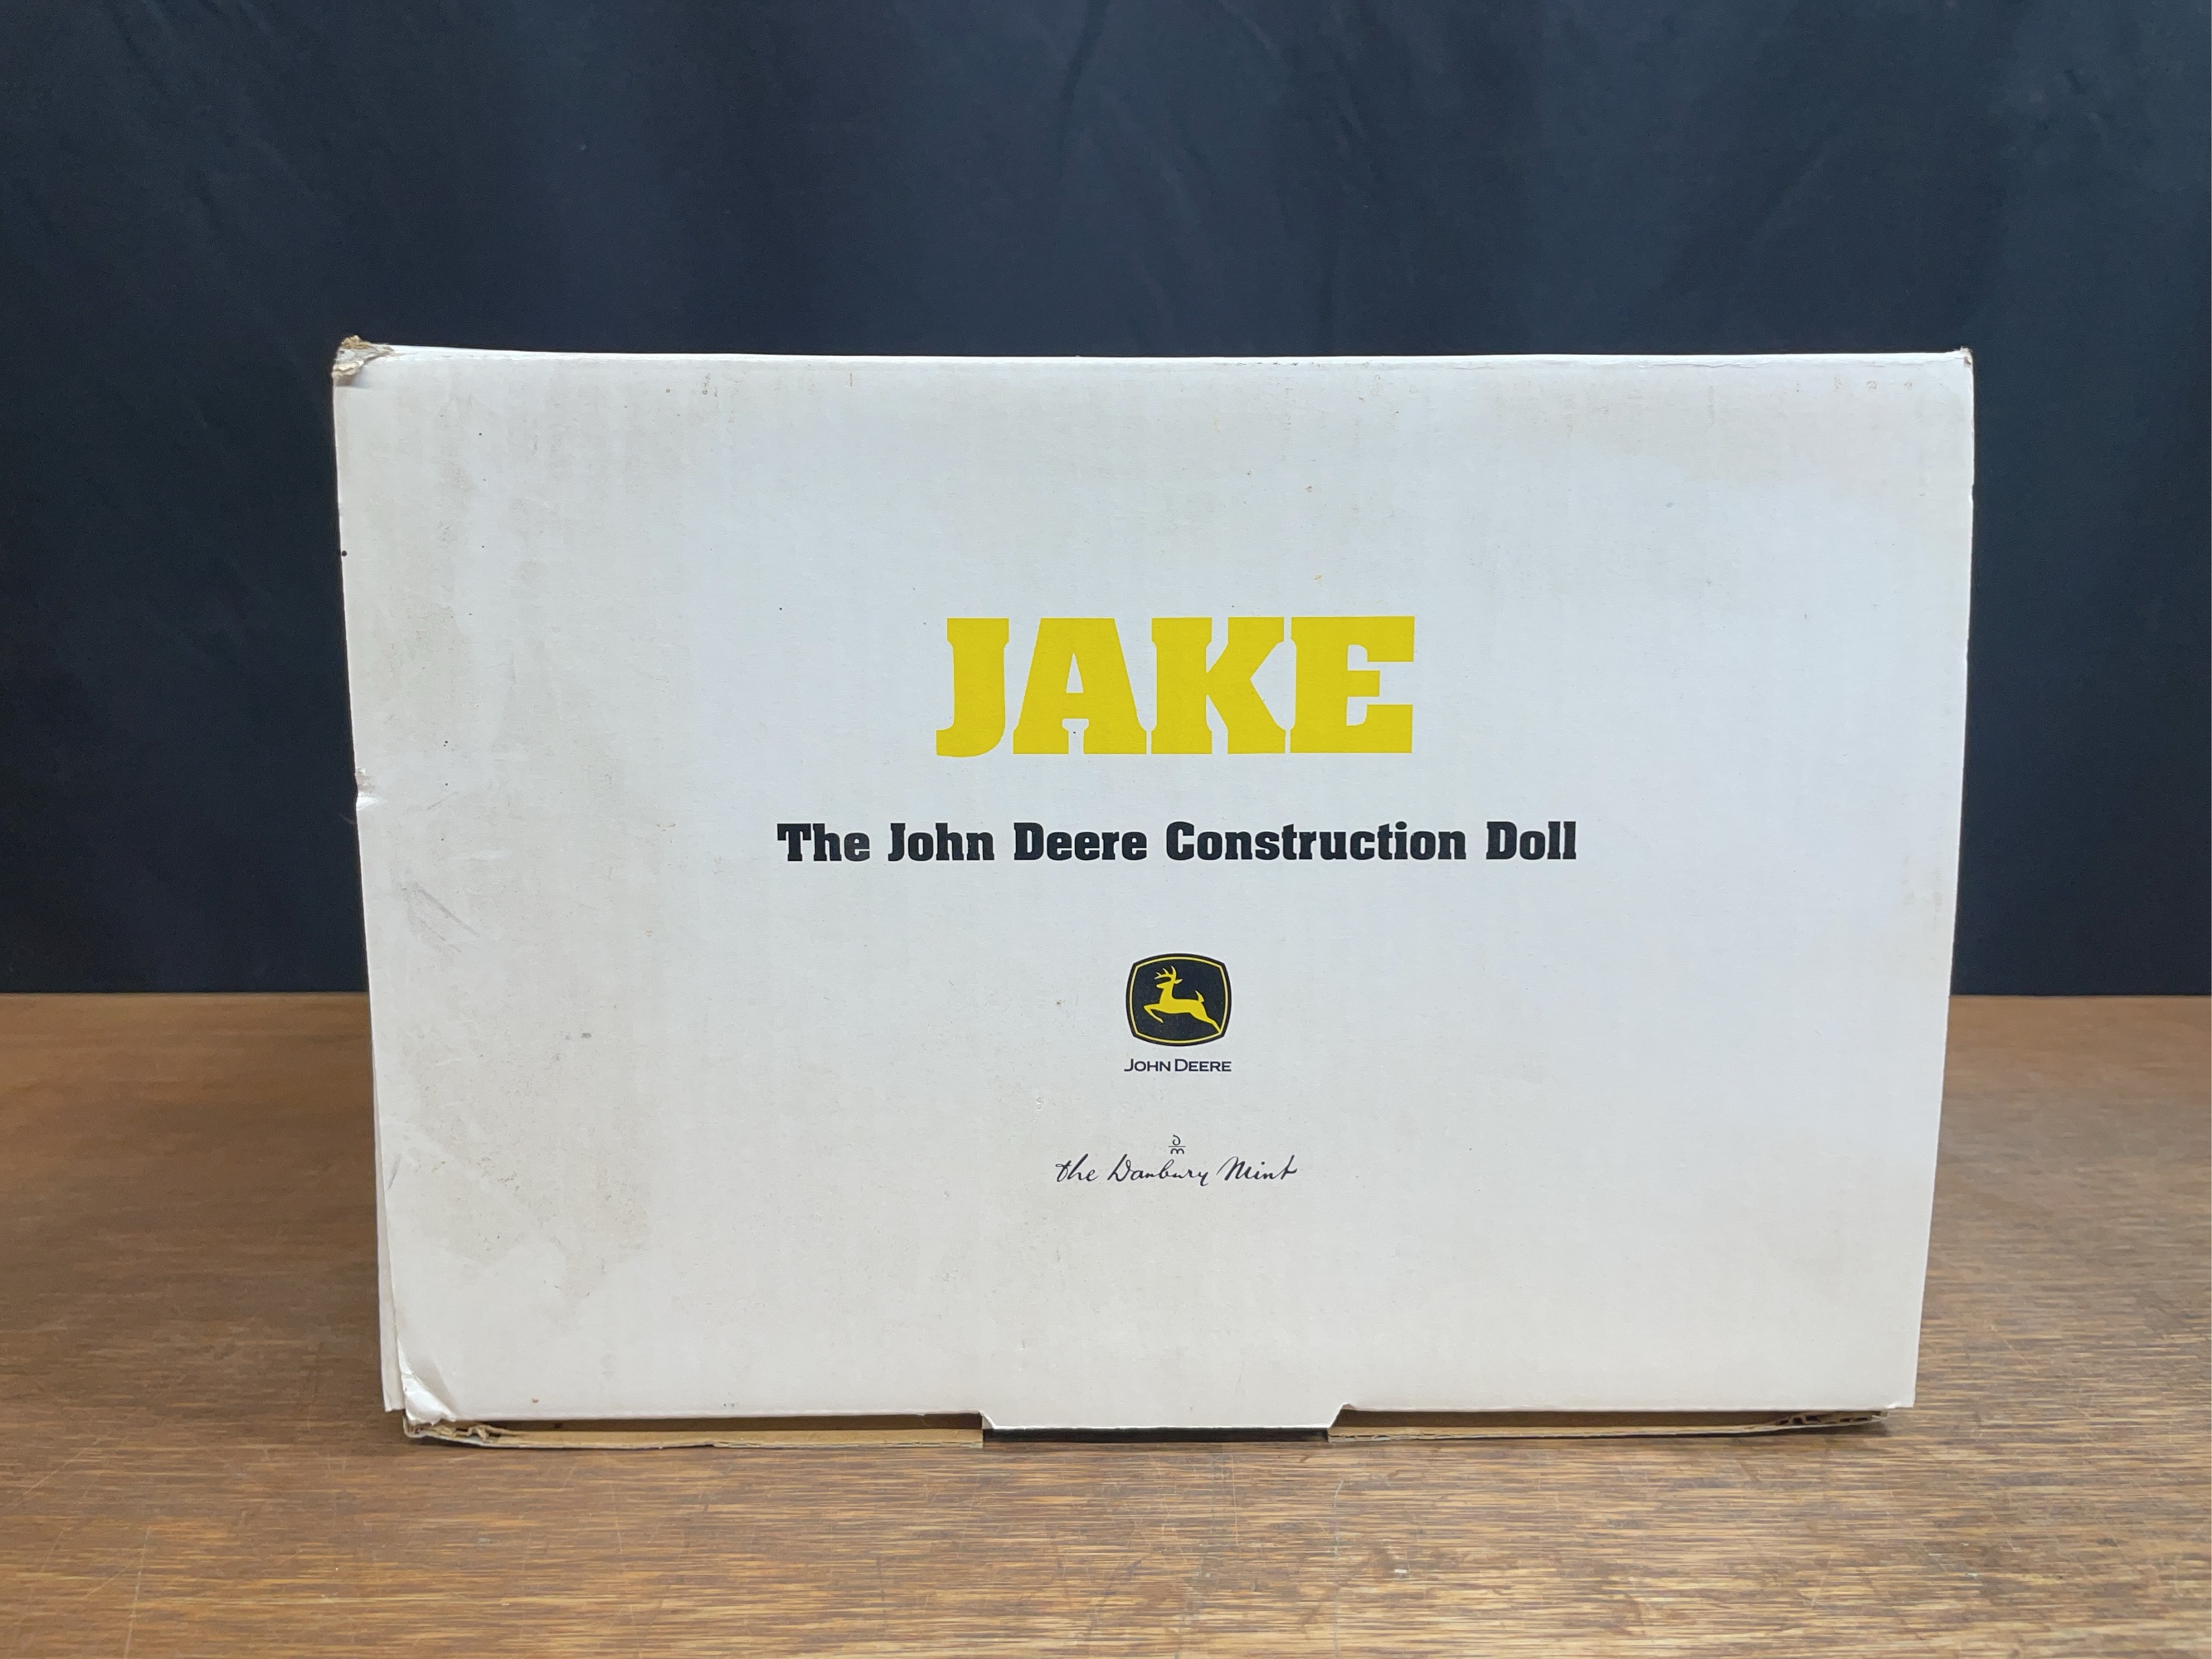 JAKE
The John Deere Construction Doll
JOHN DEERE
the Danbury Mint